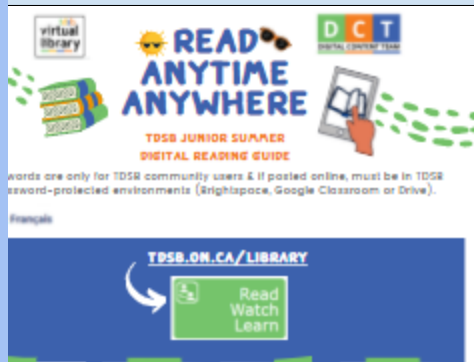 virtual
library
READ
ANYTIME
ANYWHERE
DCT
DIGITAL CONTENT TEAM
TDSB JUNIOR SUMMER
DIGITAL READING GUIDE
words are only for TDSB community users & if posted online, must be in TDSB
ssword-protected environments (Brightspace, Google Classroom or Drive).
Français
TDSB.ON.CA/LIBRARY
Read
Watch
Learn